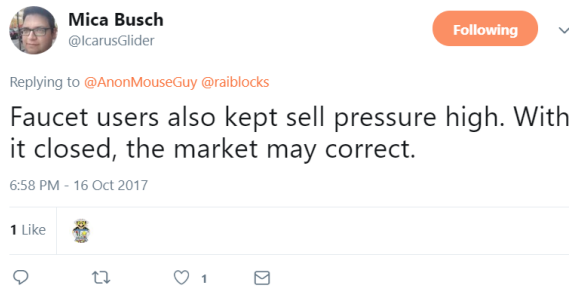 Mica Busch
@IcarusGlider
Following
Replying to @AnonMouseGuy @raiblocks
Faucet users also kept sell pressure high. With
it closed, the market may correct.
6:58 PM - 16 Oct 2017
1 Like
1